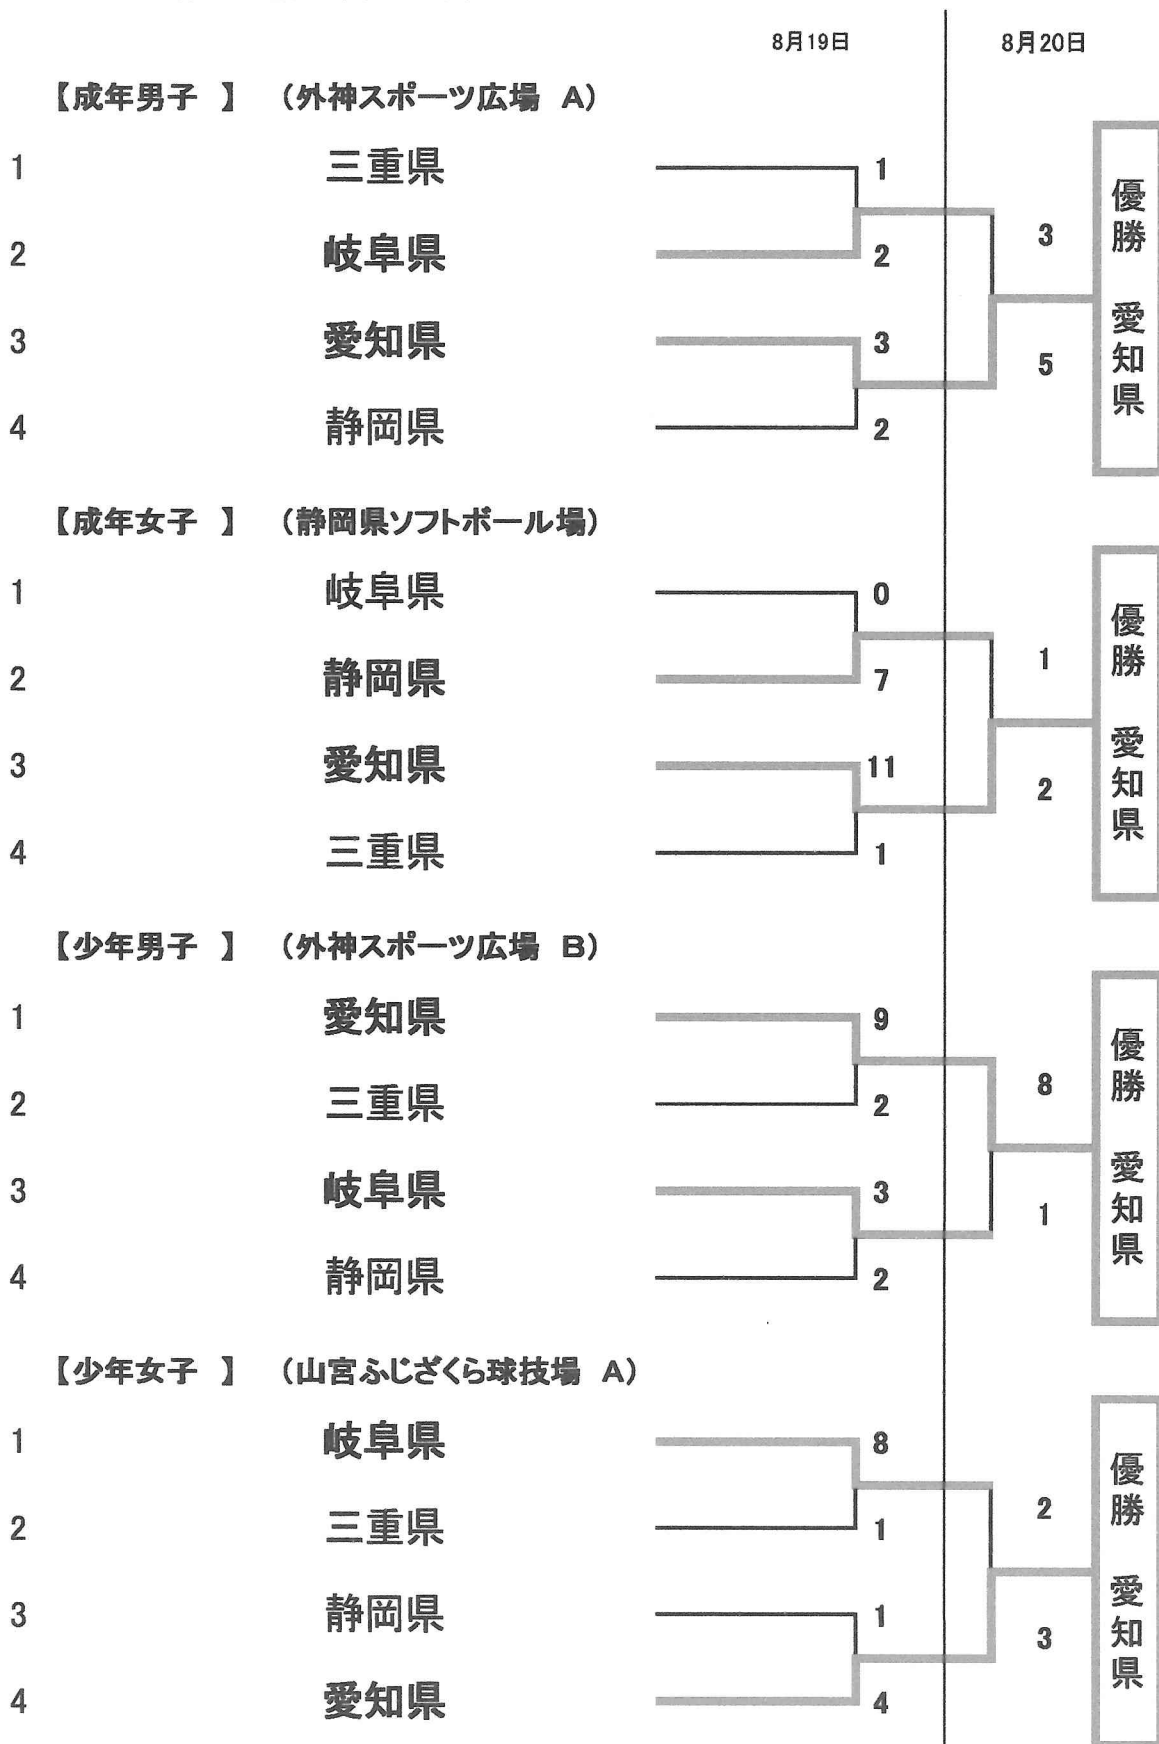 8月19日 8月20日
【成年男子 】 (外神スポーツ広場 A)
1 三重県 1
2 岐阜県 2
3 愛知県 3
4 静岡県 2
3
5
優勝 愛知県
【成年女子 】 (静岡県ソフトボール場)
1 岐阜県 0
2 静岡県 7
3 愛知県 11
4 三重県 1
1
2
優勝 愛知県
【少年男子 】 (外神スポーツ広場 B)
1 愛知県 9
2 三重県 2
3 岐阜県 3
4 静岡県 2
8
1
優勝 愛知県
【少年女子 】 (山宮ふじざくら球技場 A)
1 岐阜県 8
2 三重県 1
3 静岡県 1
4 愛知県 4
2
3
優勝 愛知県